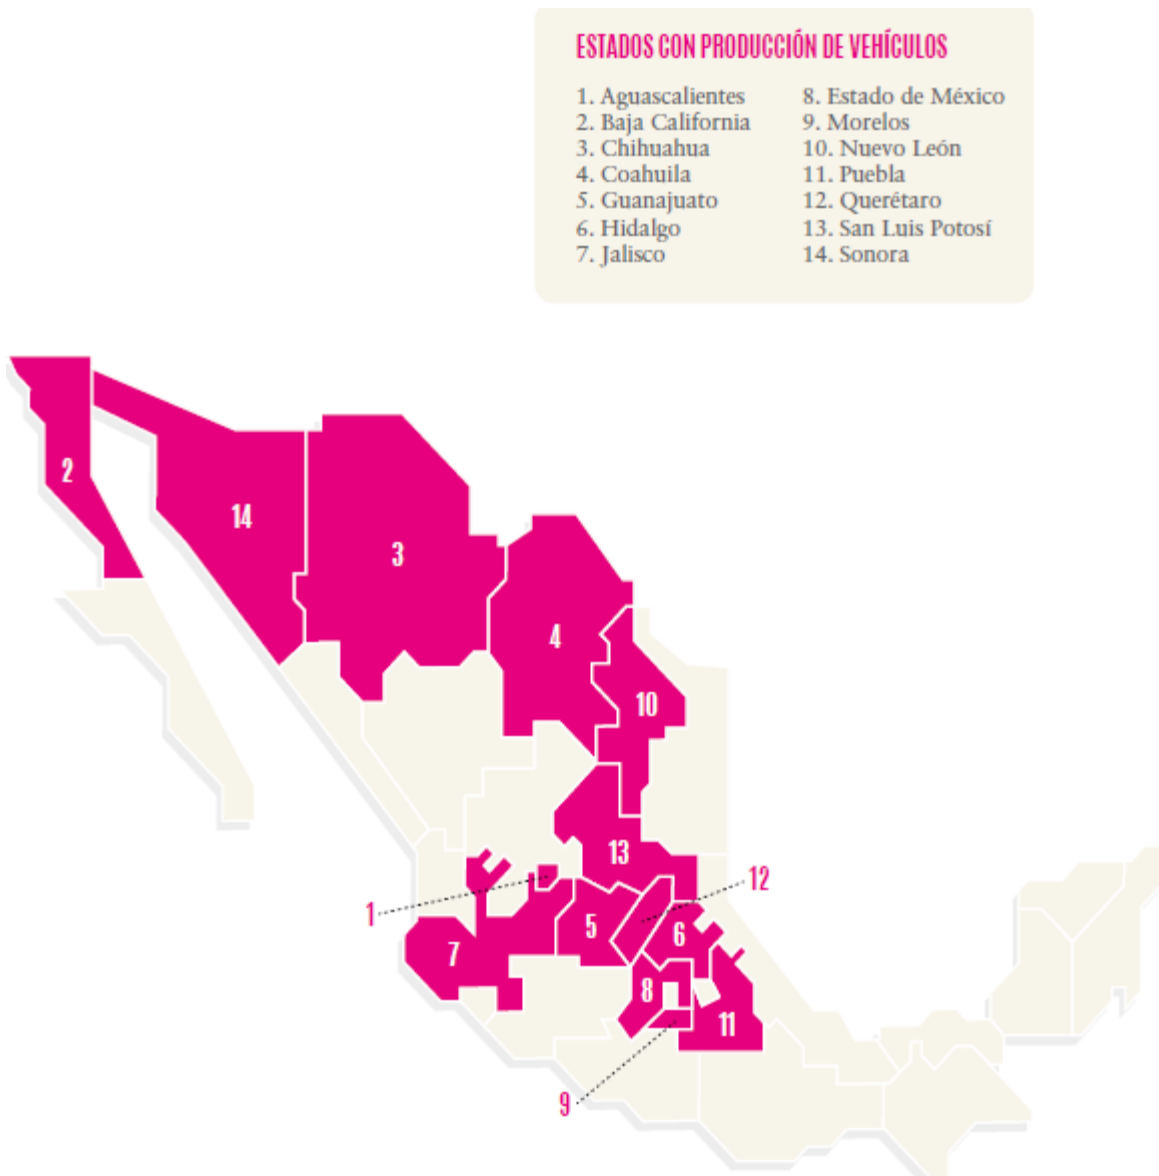 ESTADOS CON PRODUCCIÓN DE VEHÍCULOS
1. Aguascalientes
2. Baja California
3. Chihuahua
4. Coahuila
5. Guanajuato
6. Hidalgo
7. Jalisco
8. Estado de México
9. Morelos
10. Nuevo León
11. Puebla
12. Querétaro
13. San Luis Potosí
14. Sonora
2
14
3
4
10
13
12
1
5
6
7
8
11
9